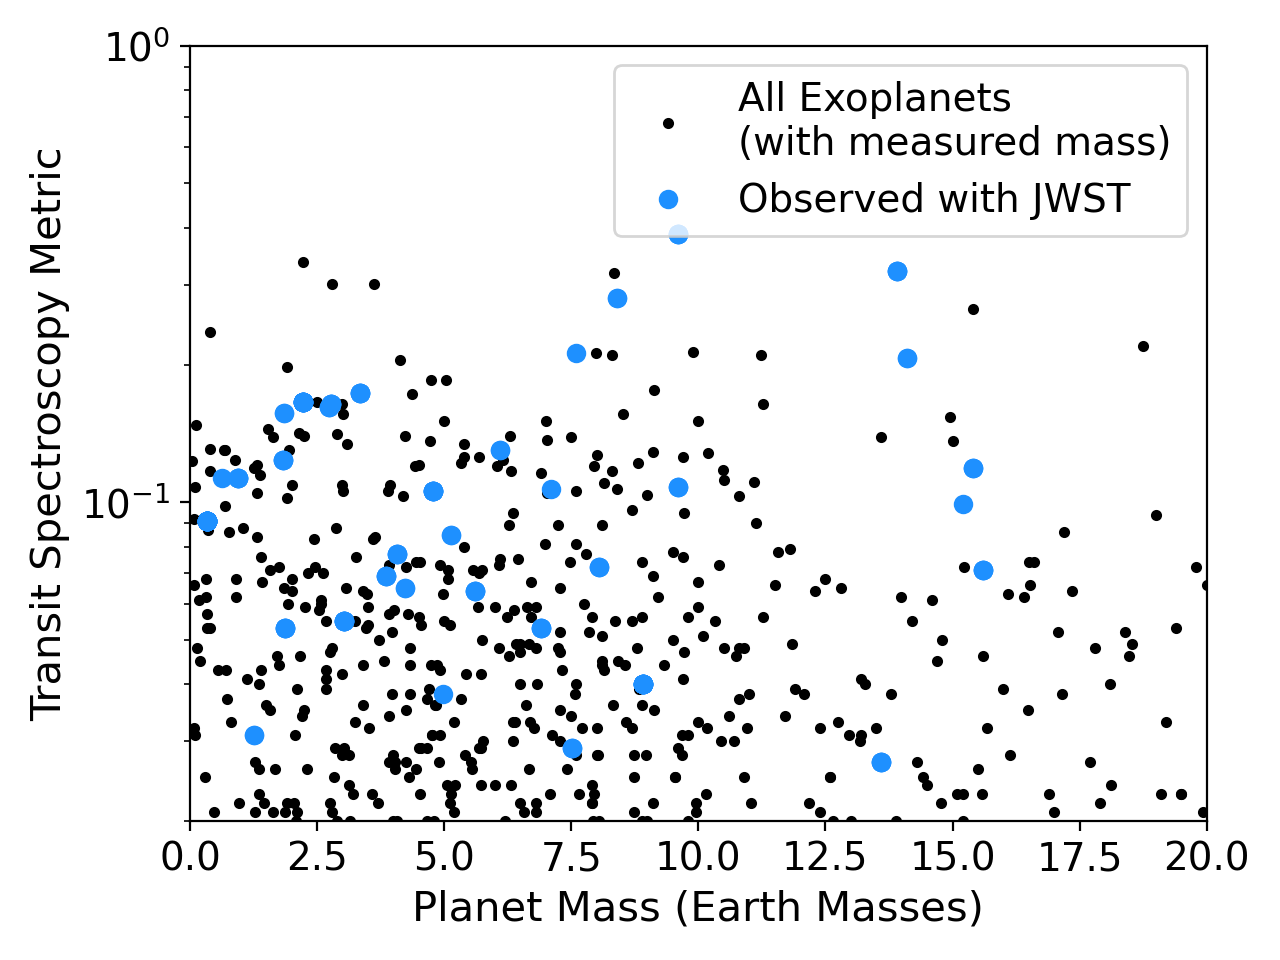 10⁰
10⁻¹
Transit Spectroscopy Metric
All Exoplanets
(with measured mass)
Observed with JWST
0.0 2.5 5.0 7.5 10.0 12.5 15.0 17.5 20.0
Planet Mass (Earth Masses)